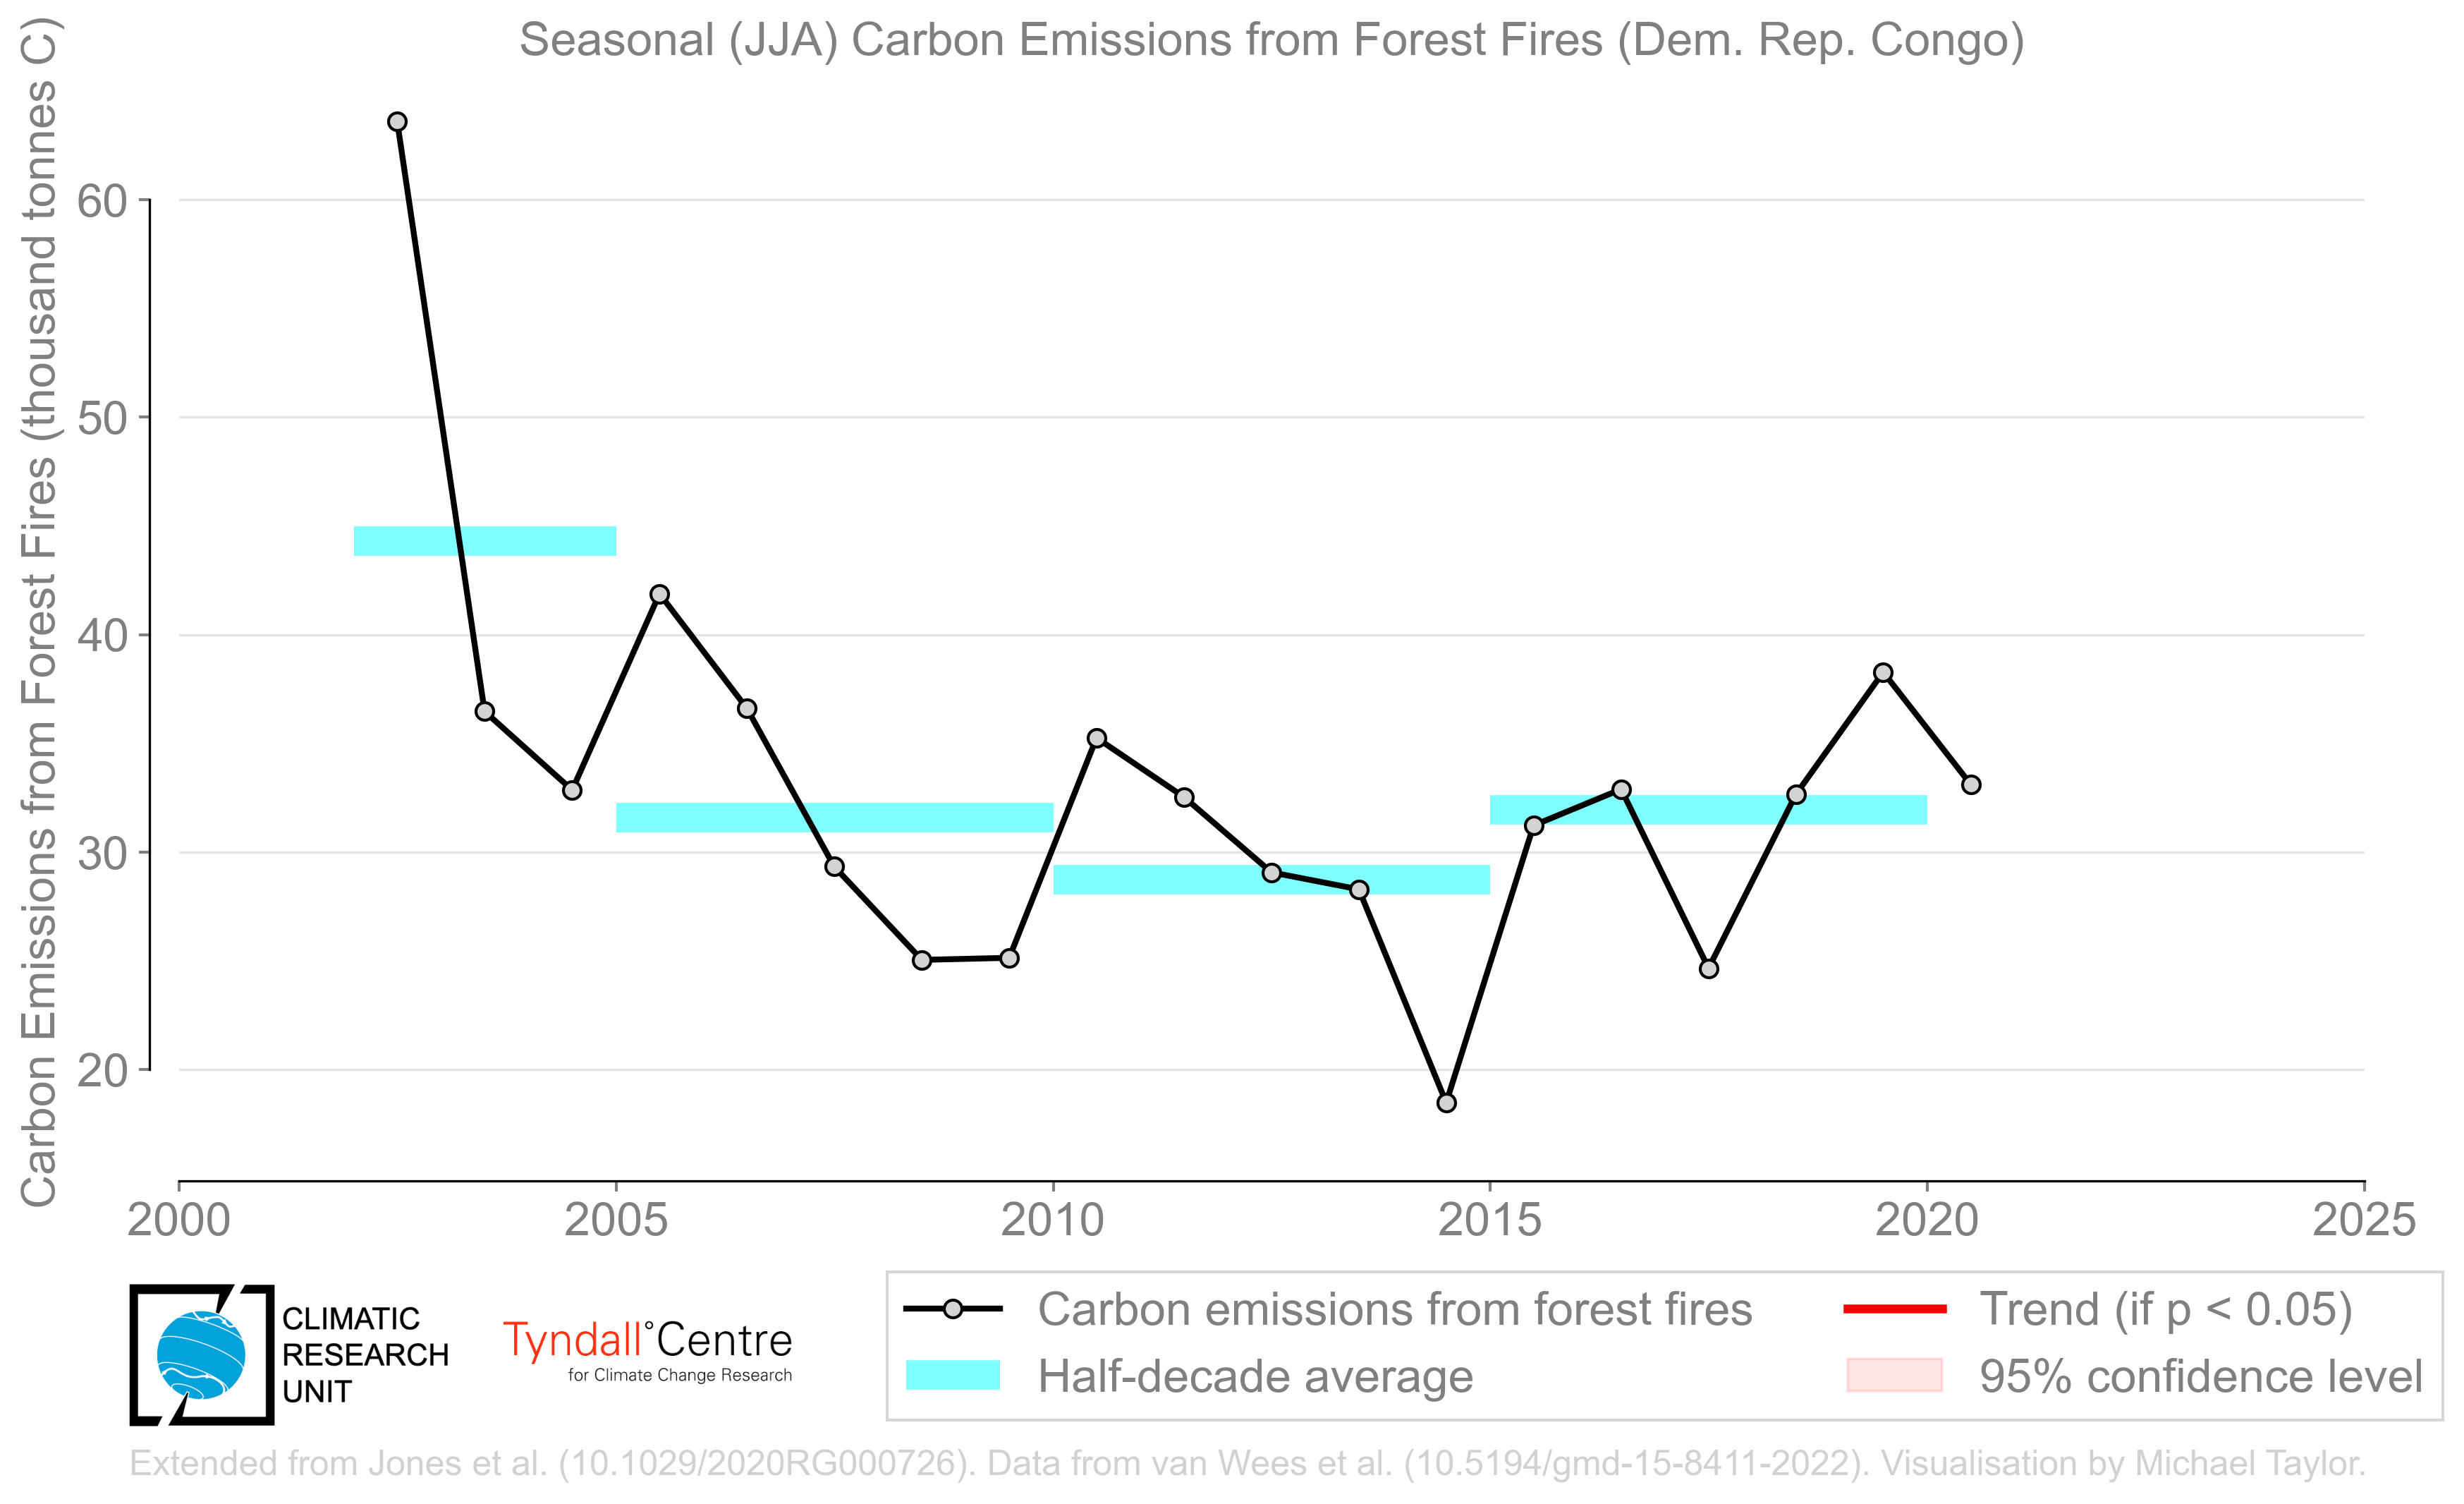 Seasonal (JJA) Carbon Emissions from Forest Fires (Dem. Rep. Congo)
Carbon Emissions from Forest Fires (thousand tonnes C)
60
50
40
30
20
2000
2005
2010
2015
2020
2025
CLIMATIC
RESEARCH
UNIT
Tyndall°Centre
for Climate Change Research
Carbon emissions from forest fires
Half-decade average
Trend (if p < 0.05)
95% confidence level
Extended from Jones et al. (10.1029/2020RG000726). Data from van Wees et al. (10.5194/gmd-15-8411-2022). Visualisation by Michael Taylor.